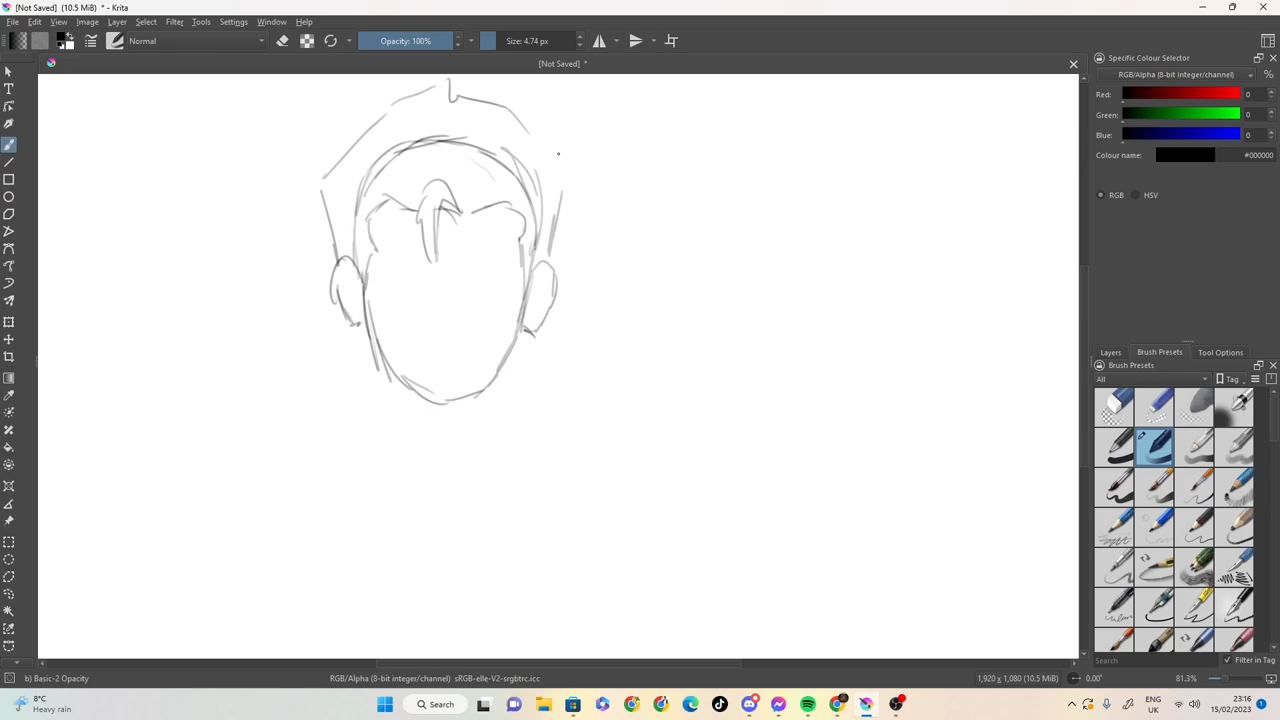 [Not Saved] (10.5 MiB) * - Krita
File Edit View Image Layer Select Filter Tools Settings Window Help
Normal
Opacity: 100%
Size: 4.74 px
[Not Saved] *
Specific Colour Selector
RGB/Alpha (8-bit integer/channel)
%
Red: 0
Green: 0
Blue: 0
Colour name: #000000
RGB HSV
Layers Brush Presets Tool Options
Brush Presets
All
Tag
Search
Filter in Tag
b) Basic-2 Opacity
RGB/Alpha (8-bit integer/channel) sRGB-elle-V2-srgbtrc.icc
1,920 x 1,080 (10.5 MiB)
0.00°
81.3%
8°C
Heavy rain
Search
ENG
UK
23:16
15/02/2023
1